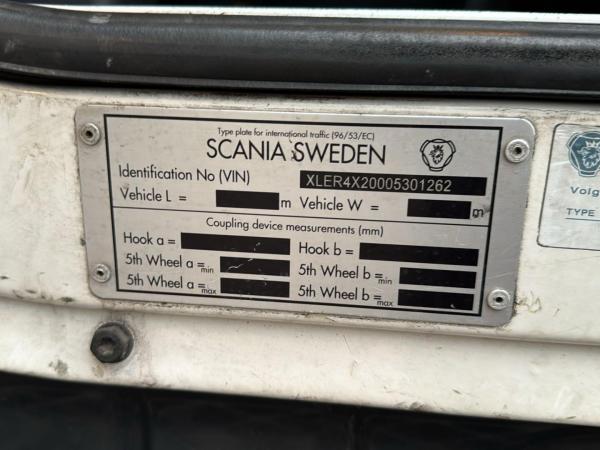 Type plate for international traffic (96/53/EC)
SCANIA SWEDEN
Identification No (VIN) XLER4X20005301262
Vehicle L = m Vehicle W = m
Coupling device measurements (mm)
Hook a = Hook b =
5th Wheel a = min 5th Wheel b = min
5th Wheel a = max 5th Wheel b = max
Volg
TYPE